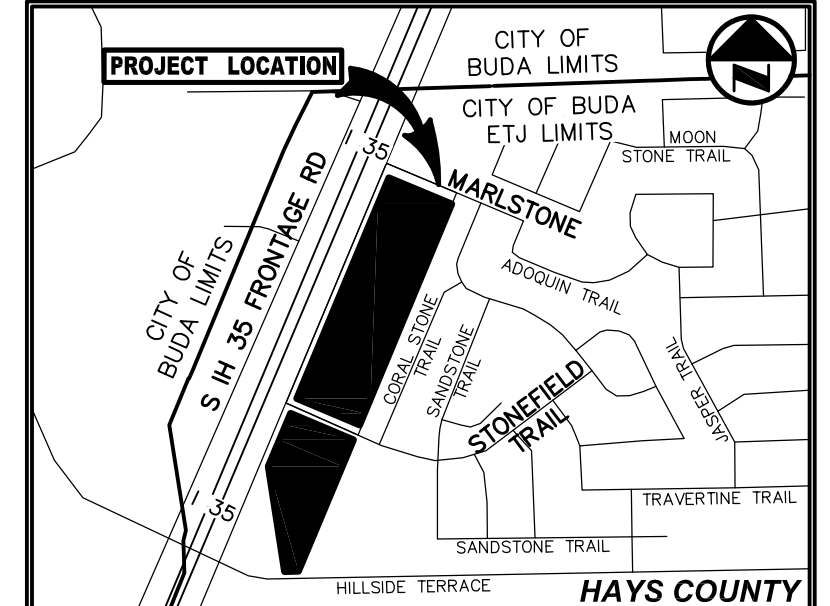 CITY OF
BUDA LIMITS
PROJECT LOCATION
N
CITY OF BUDA
ETJ LIMITS
MOON
STONE TRAIL
I 35
MARLSTONE
S IH 35 FRONTAGE RD
CITY OF
BUDA LIMITS
ADOQUIN TRAIL
CORAL STONE
TRAIL
SANDSTONE
TRAIL
STONEFIELD
TRAIL
JASPER TRAIL
I 35
TRAVERTINE TRAIL
SANDSTONE TRAIL
HILLSIDE TERRACE
HAYS COUNTY